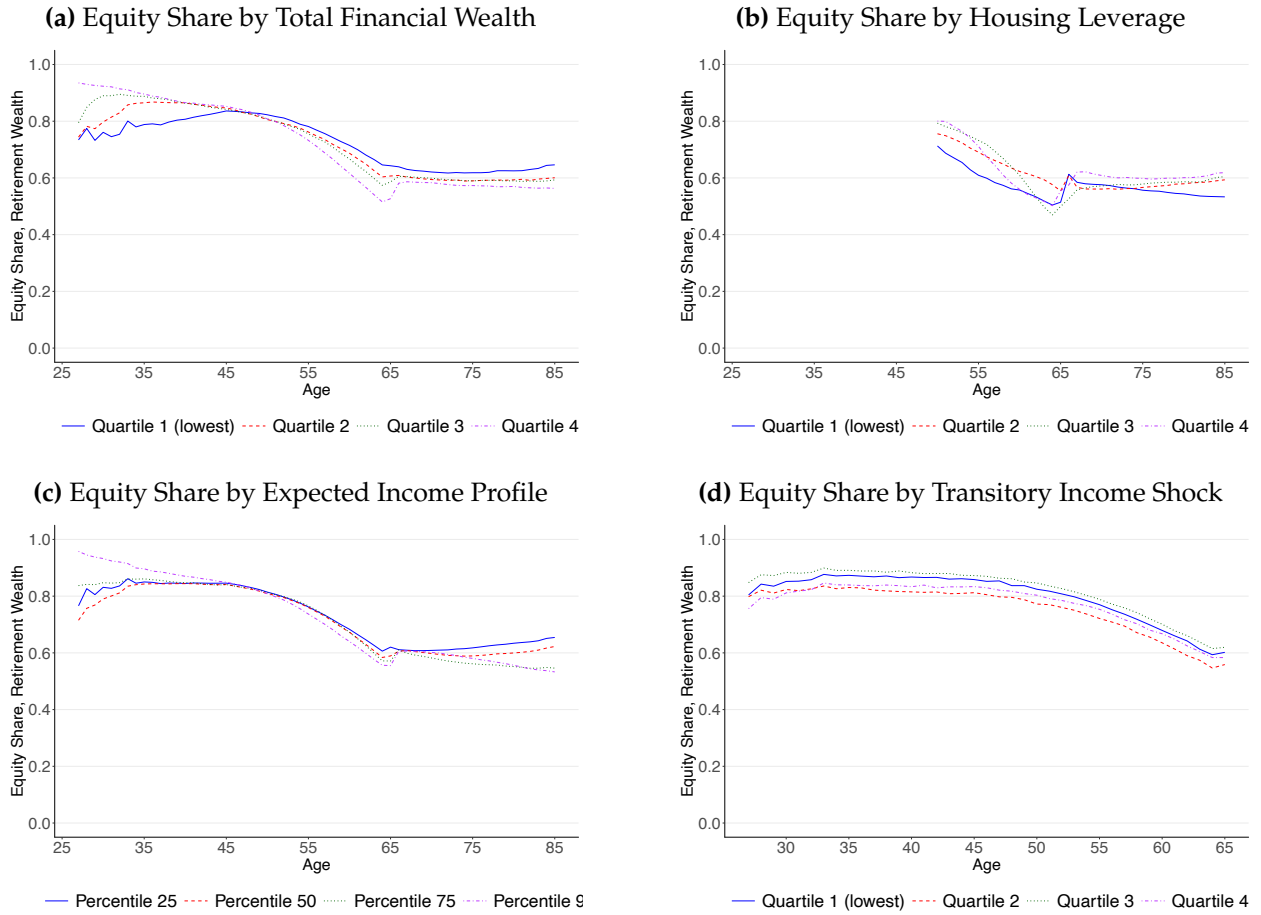 (a) Equity Share by Total Financial Wealth
Equity Share, Retirement Wealth
1.0
0.8
0.6
0.4
0.2
0.0
25 35 45 55 65 75 85
Age
Quartile 1 (lowest) Quartile 2 Quartile 3 Quartile 4
(b) Equity Share by Housing Leverage
Equity Share, Retirement Wealth
1.0
0.8
0.6
0.4
0.2
0.0
25 35 45 55 65 75 85
Age
Quartile 1 (lowest) Quartile 2 Quartile 3 Quartile 4
(c) Equity Share by Expected Income Profile
Equity Share, Retirement Wealth
1.0
0.8
0.6
0.4
0.2
0.0
25 35 45 55 65 75 85
Age
Percentile 25 Percentile 50 Percentile 75 Percentile 9
(d) Equity Share by Transitory Income Shock
Equity Share, Retirement Wealth
1.0
0.8
0.6
0.4
0.2
0.0
30 35 40 45 50 55 60 65
Age
Quartile 1 (lowest) Quartile 2 Quartile 3 Quartile 4